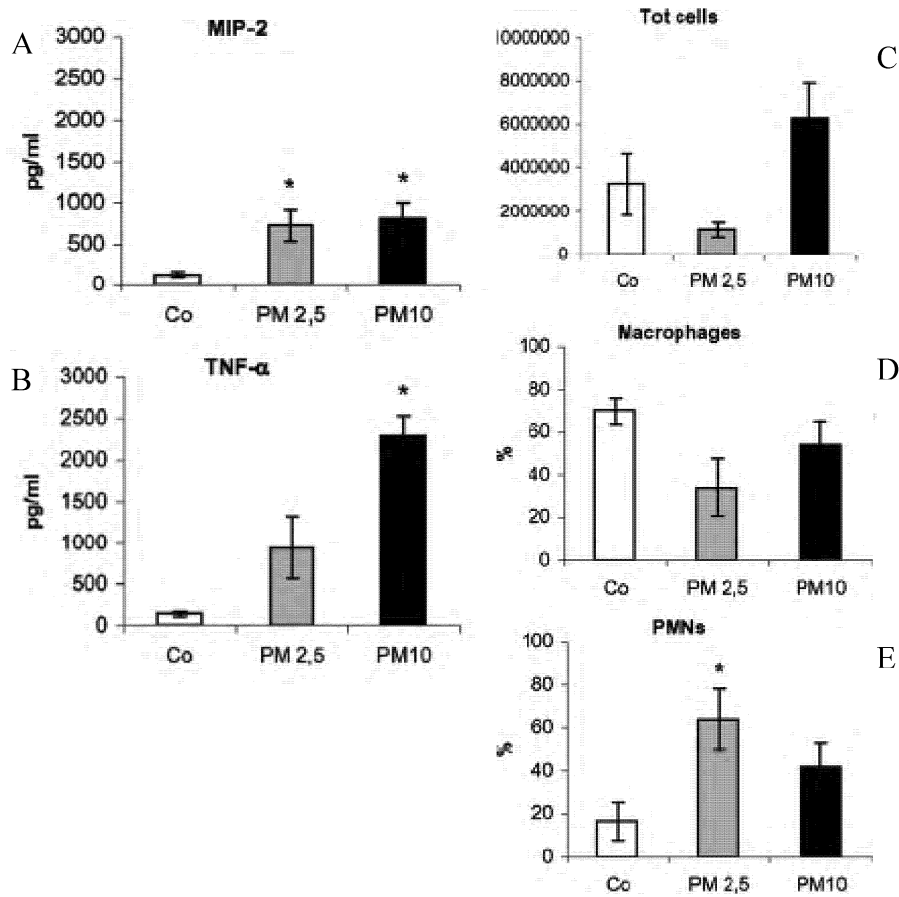 A
MIP-2
3000
2500
2000
1500
1000
500
0
pg/ml
*
*
Co
PM 2,5
PM10
B
TNF-α
3000
2500
2000
1500
1000
500
0
pg/ml
*
Co
PM 2,5
PM10
Tot cells
C
10000000
8000000
6000000
4000000
2000000
0
Co
PM 2,5
PM10
Macrophages
D
100
80
60
40
20
0
%
Co
PM 2,5
PM10
PMNs
E
100
80
60
40
20
0
%
*
Co
PM 2,5
PM10